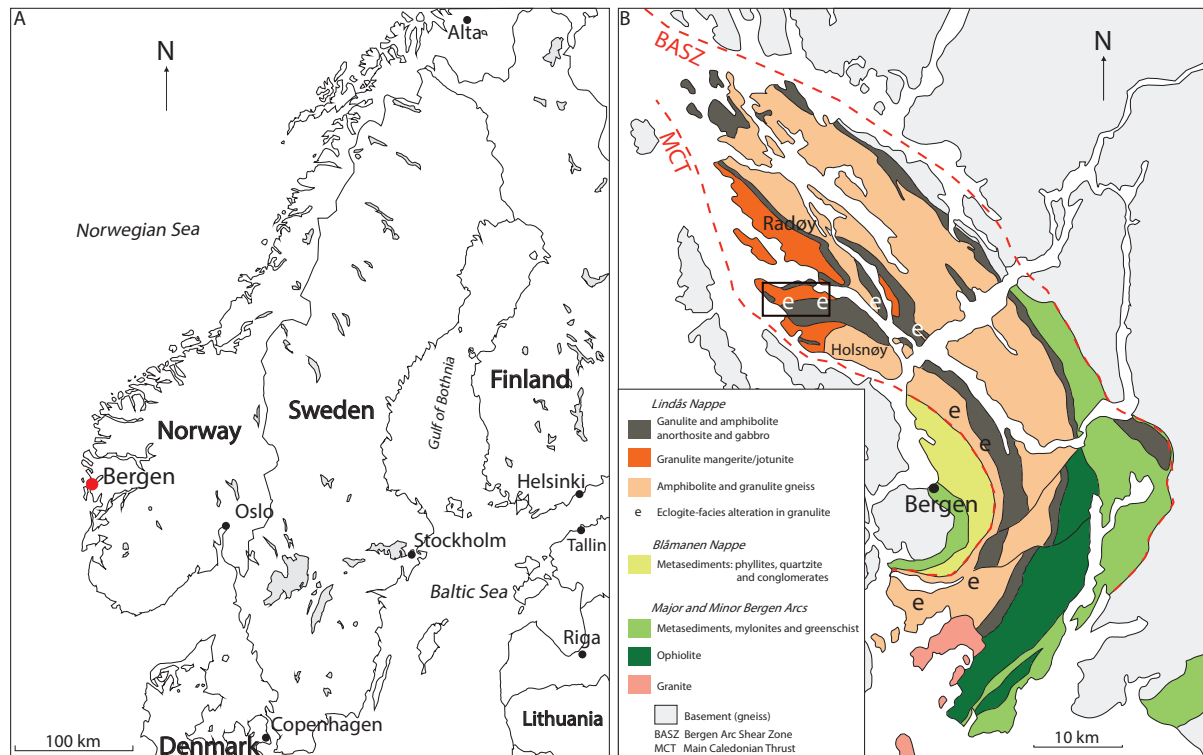 A
N
Alta
Norwegian Sea
Gulf of Bothnia
Finland
Sweden
Norway
Bergen
Helsinki
Oslo
Tallin
Stockholm
Baltic Sea
Riga
Copenhagen
Lithuania
Denmark
100 km
B
BASZ
N
MCT
Radøy
e
e
e
e
Holsnøy
e
e
Bergen
e
e
Lindås Nappe
Ganulite and amphibolite
anorthosite and gabbro
Granulite mangerite/jotunite
Amphibolite and granulite gneiss
e Eclogite-facies alteration in granulite
Blåmanen Nappe
Metasediments: phyllites, quartzite
and conglomerates
Major and Minor Bergen Arcs
Metasediments, mylonites and greenschist
Ophiolite
Granite
Basement (gneiss)
BASZ Bergen Arc Shear Zone
MCT Main Caledonian Thrust
10 km